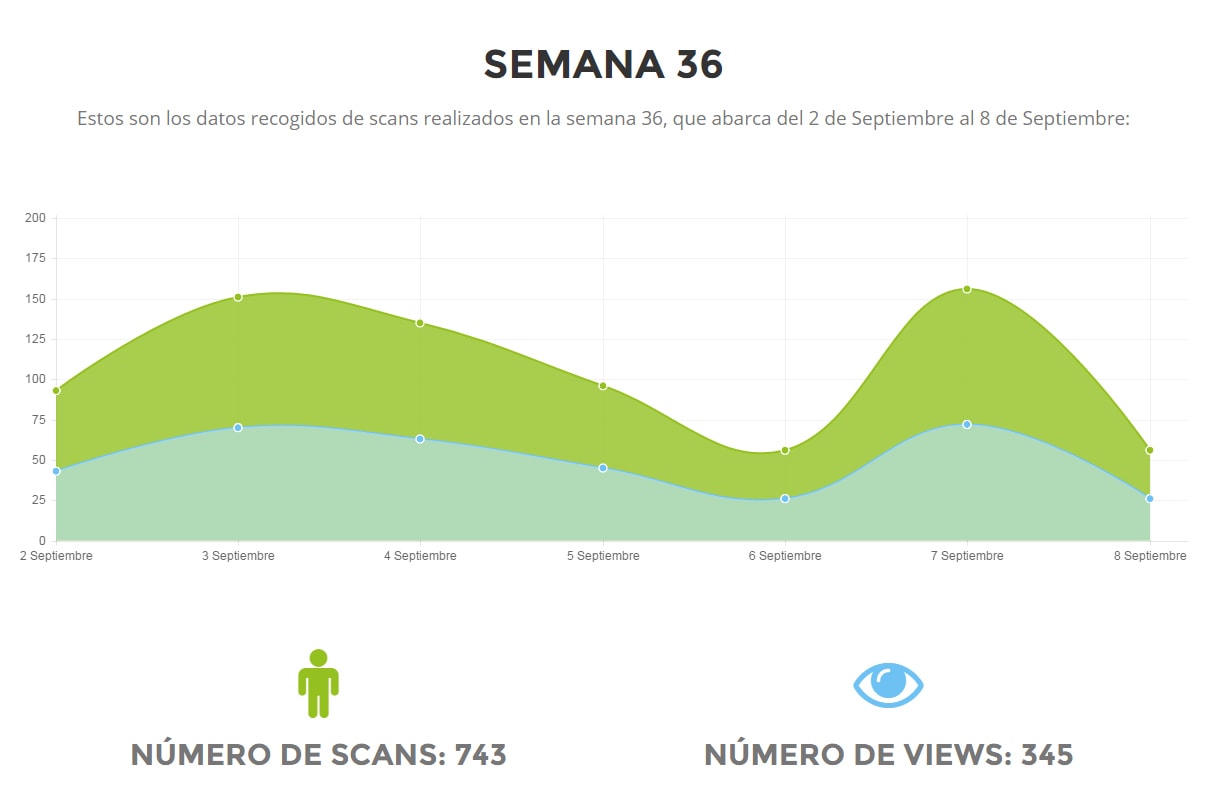 SEMANA 36
Estos son los datos recogidos de scans realizados en la semana 36, que abarca del 2 de Septiembre al 8 de Septiembre:
200
175
150
125
100
75
50
25
0
2 Septiembre 3 Septiembre 4 Septiembre 5 Septiembre 6 Septiembre 7 Septiembre 8 Septiembre
NÚMERO DE SCANS: 743 NÚMERO DE VIEWS: 345